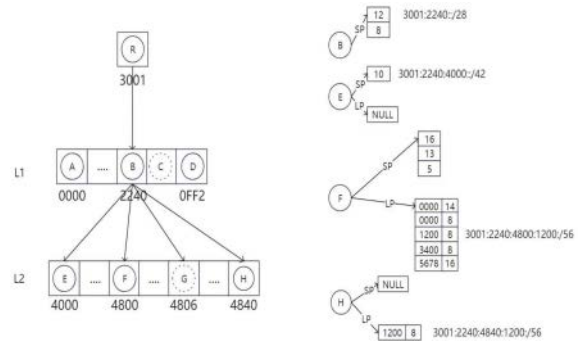 R
3001
L1
A .... B C D
0000 2240 0FF2
L2
E .... F .... G .... H
4000 4800 4806 4840
B
SP
12
8
3001:2240::/28
E
SP
10
3001:2240:4000::/42
LP
NULL
F
SP
16
13
5
LP
0000 14
0000 8
1200 8
3400 8
5678 16
3001:2240:4800:1200:/56
H
SP
NULL
LP
1200 8
3001:2240:4840:1200:/56